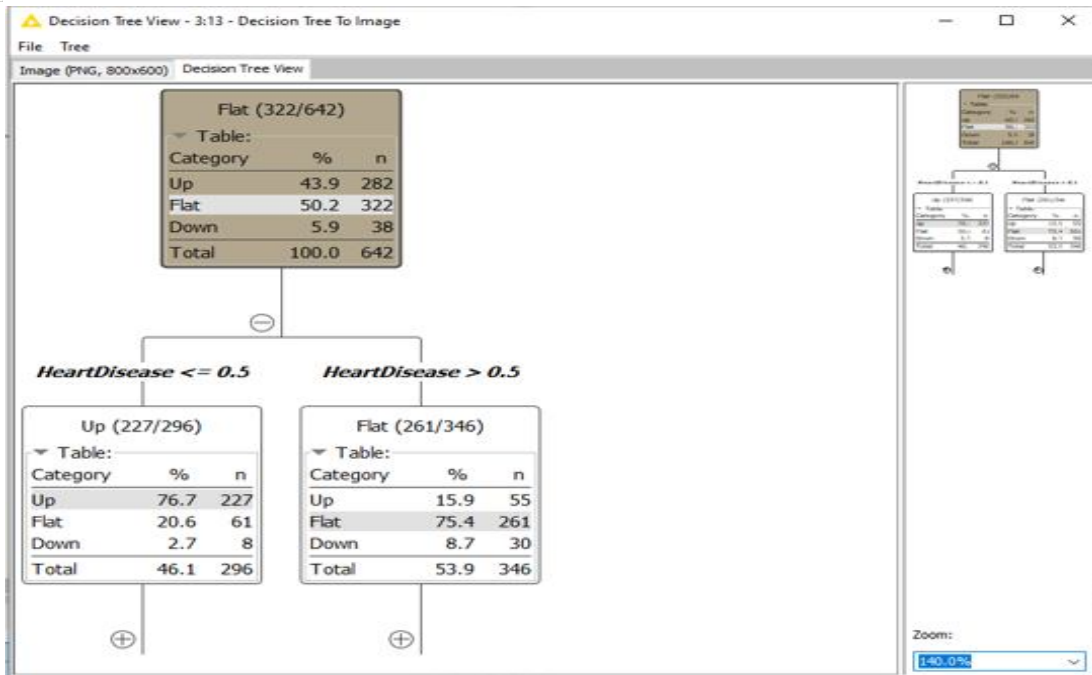 Decision Tree View - 3:13 - Decision Tree To Image
File Tree
Image (PNG, 800x600) Decision Tree View
Flat (322/642)
Table:
Category % n
Up 43.9 282
Flat 50.2 322
Down 5.9 38
Total 100.0 642
HeartDisease <= 0.5 HeartDisease > 0.5
Up (227/296)
Table:
Category % n
Up 76.7 227
Flat 20.6 61
Down 2.7 8
Total 46.1 296
Flat (261/346)
Table:
Category % n
Up 15.9 55
Flat 75.4 261
Down 8.7 30
Total 53.9 346
Zoom:
140.0%